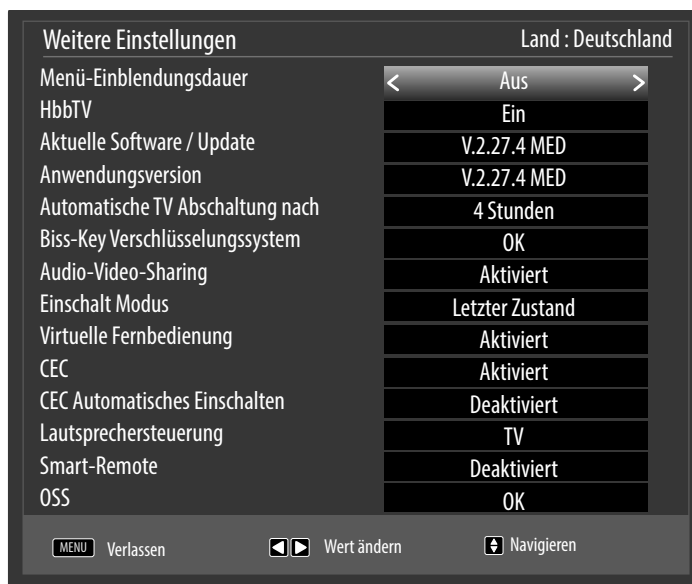 Weitere Einstellungen Land : Deutschland
Menü-Einblendungsdauer < Aus >
HbbTV Ein
Aktuelle Software / Update V.2.27.4 MED
Anwendungsversion V.2.27.4 MED
Automatische TV Abschaltung nach 4 Stunden
Biss-Key Verschlüsselungssystem OK
Audio-Video-Sharing Aktiviert
Einschalt Modus Letzter Zustand
Virtuelle Fernbedienung Aktiviert
CEC Aktiviert
CEC Automatisches Einschalten Deaktiviert
Lautsprechersteuerung TV
Smart-Remote Deaktiviert
OSS OK
MENU Verlassen Wert ändern Navigieren